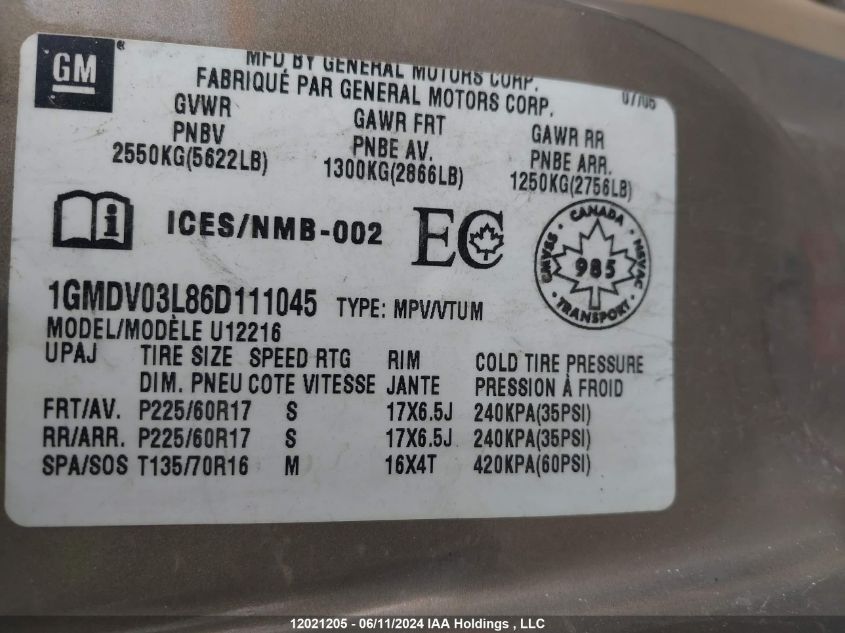 GM
MFD BY GENERAL MOTORS CORP.
FABRIQUÉ PAR GENERAL MOTORS CORP.
07/05
GVWR
PNBV
2550KG(5622LB)
GAWR FRT
PNBE AV.
1300KG(2866LB)
GAWR RR
PNBE ARR.
1250KG(2756LB)
i
ICES/NMB-002
EC
CANADA
CMVSS
NSVAC
985
TRANSPORT
1GMDV03L86D111045 TYPE: MPV/VTUM
MODEL/MODÈLE U12216
UPAJ TIRE SIZE SPEED RTG RIM COLD TIRE PRESSURE
DIM. PNEU COTE VITESSE JANTE PRESSION À FROID
FRT/AV. P225/60R17 S 17X6.5J 240KPA(35PSI)
RR/ARR. P225/60R17 S 17X6.5J 240KPA(35PSI)
SPA/SOS T135/70R16 M 16X4T 420KPA(60PSI)
12021205 - 06/11/2024 IAA Holdings , LLC